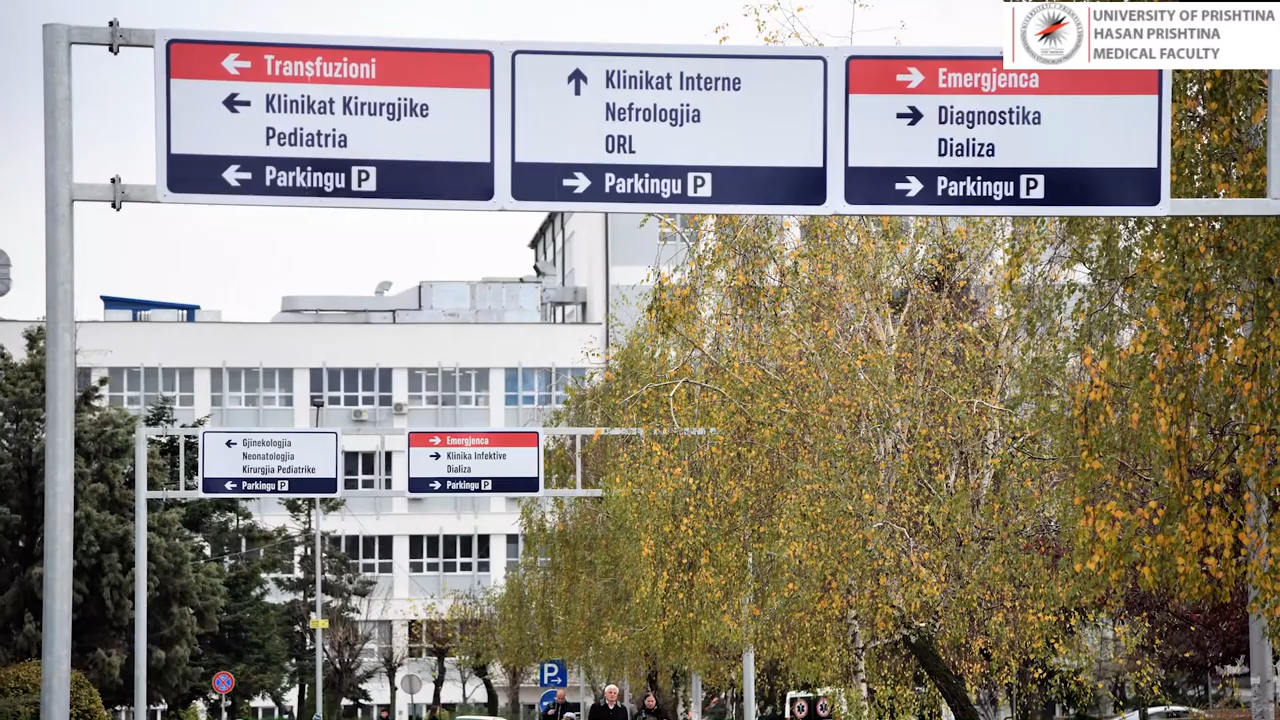 UNIVERSITY OF PRISHTINA
HASAN PRISHTINA
MEDICAL FACULTY
Transfuzioni
Klinikat Kirurgjike
Pediatria
Parkingu P
Klinikat Interne
Nefrologjia
ORL
Parkingu P
Emergjenca
Diagnostika
Dializa
Parkingu P
Gjinekologjia
Neonatologjia
Kirurgjia Pediatrike
Parkingu P
Emergjenca
Klinika Infektive
Dializa
Parkingu P
P